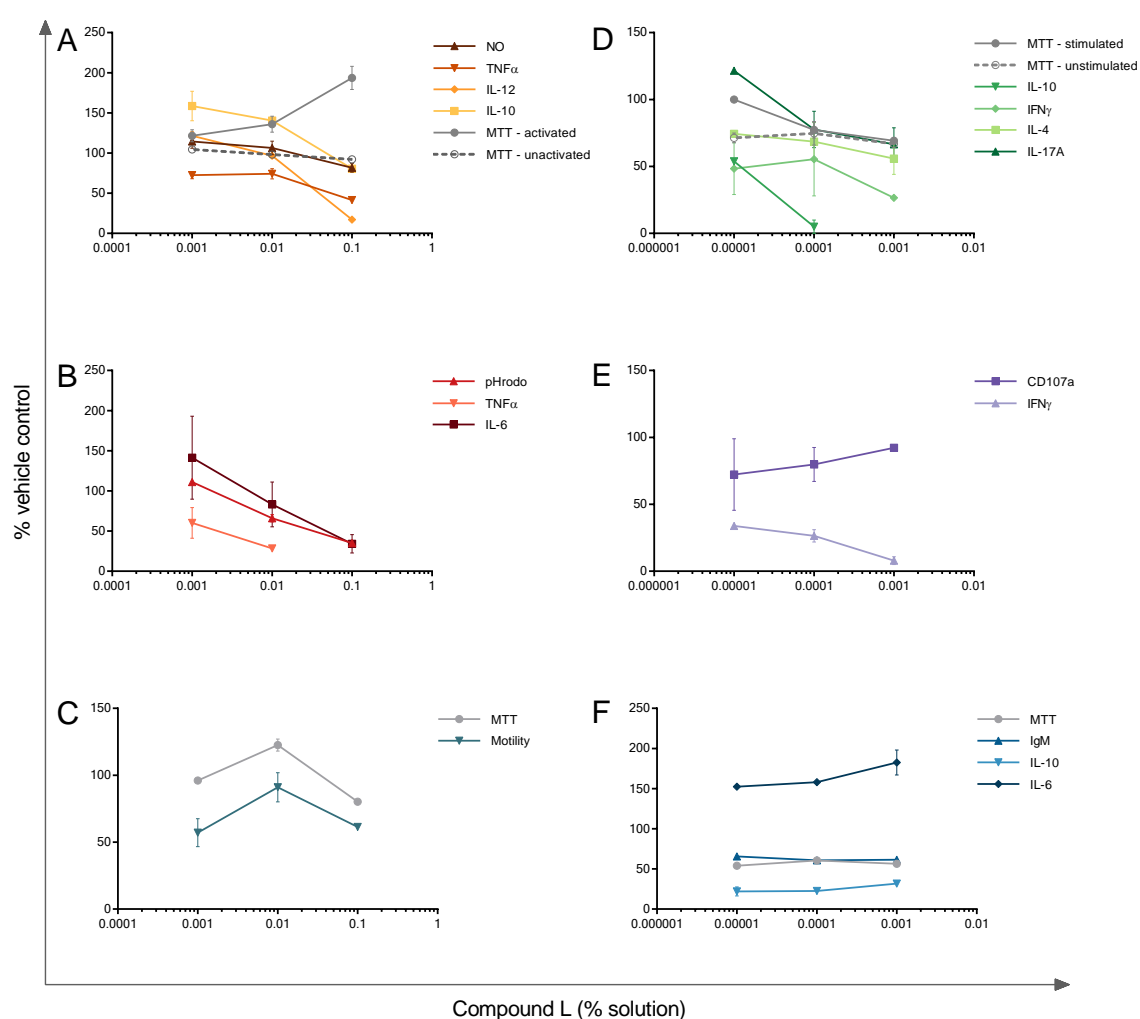 % vehicle control
A
250
200
150
100
50
0
0.0001
0.001
0.01
0.1
1
NO
TNFα
IL-12
IL-10
MTT - activated
MTT - unactivated
D
150
100
50
0
0.000001
0.00001
0.0001
0.001
0.01
MTT - stimulated
MTT - unstimulated
IL-10
IFNγ
IL-4
IL-17A
B
250
200
150
100
50
0
0.0001
0.001
0.01
0.1
1
pHrodo
TNFα
IL-6
E
150
100
50
0
0.000001
0.00001
0.0001
0.001
0.01
CD107a
IFNγ
C
150
100
50
0
0.0001
0.001
0.01
0.1
1
MTT
Motility
F
250
200
150
100
50
0
0.000001
0.00001
0.0001
0.001
0.01
MTT
IgM
IL-10
IL-6
Compound L (% solution)